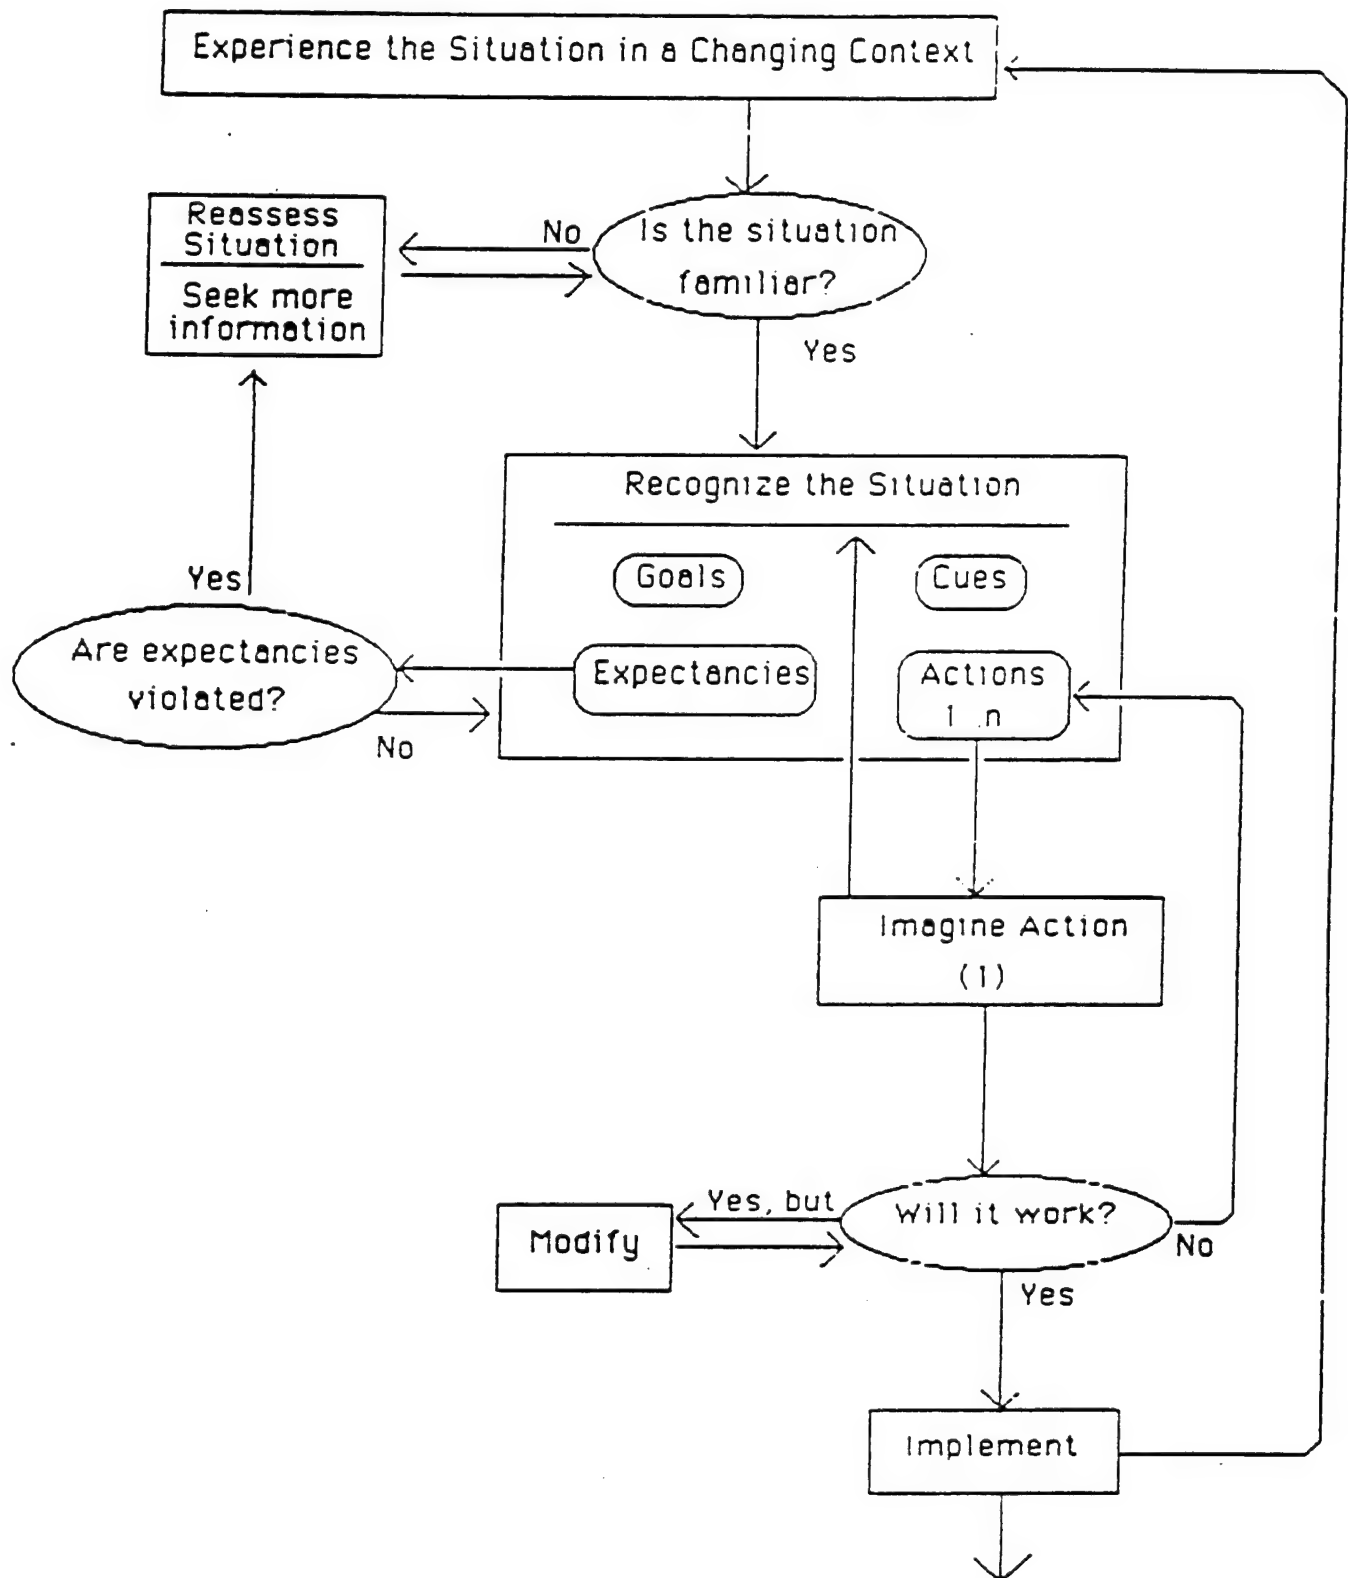 Experience the Situation in a Changing Context
Reassess
Situation
Seek more
information
No
Is the situation
familiar?
Yes
Recognize the Situation
Goals
Cues
Yes
Are expectancies
violated?
No
Expectancies
Actions
1 . n
Imagine Action
(1)
Yes, but
Modify
Will it work?
No
Yes
Implement